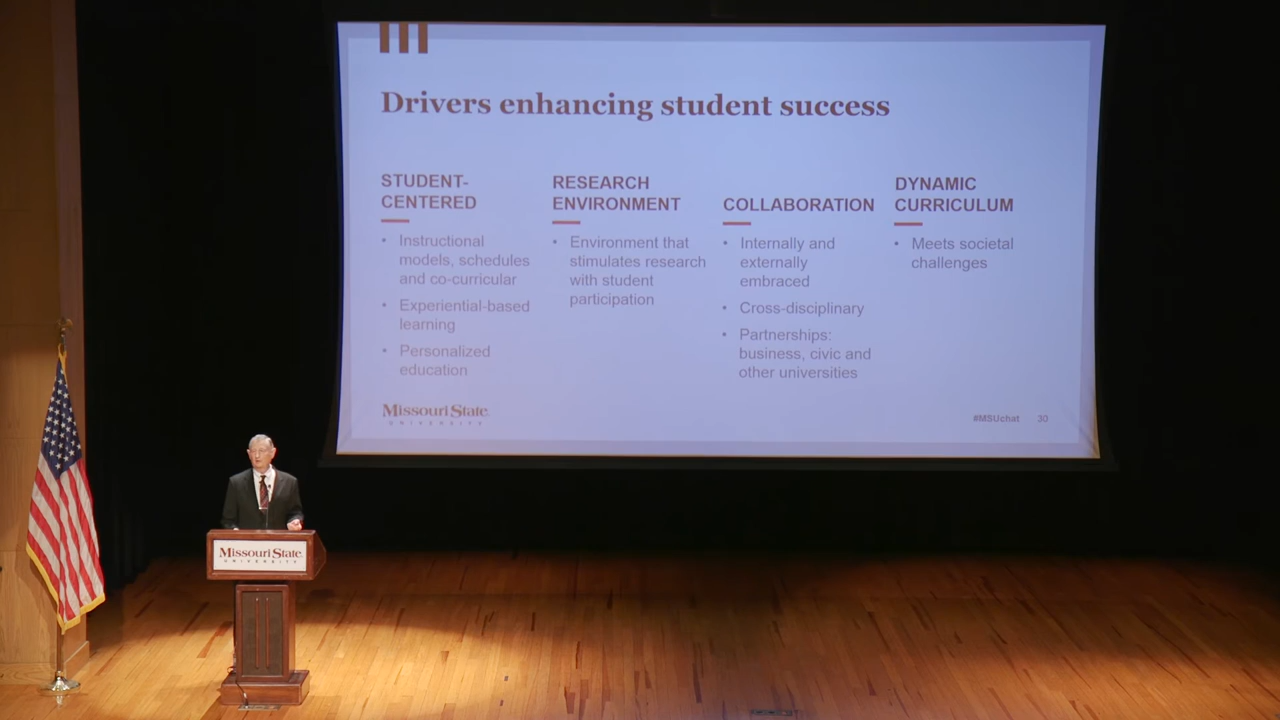 Drivers enhancing student success
STUDENT-
CENTERED
• Instructional
models, schedules
and co-curricular
• Experiential-based
learning
• Personalized
education
RESEARCH
ENVIRONMENT
• Environment that
stimulates research
with student
participation
COLLABORATION
• Internally and
externally
embraced
• Cross-disciplinary
• Partnerships:
business, civic and
other universities
DYNAMIC
CURRICULUM
• Meets societal
challenges
Missouri State
UNIVERSITY
#MSUchat 30
Missouri State
UNIVERSITY